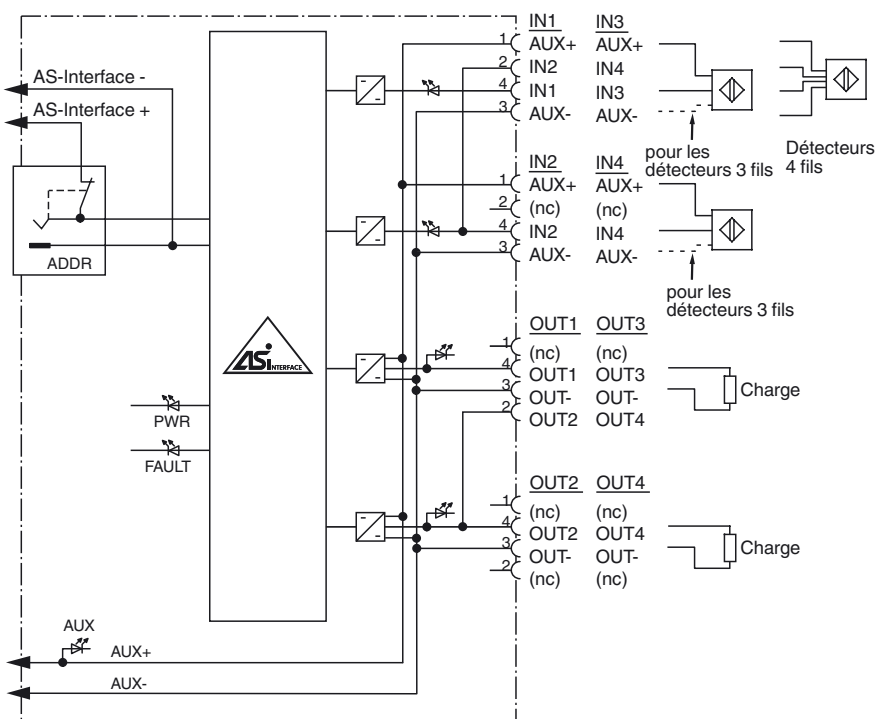 IN1 IN3
1 AUX+ AUX+
2 IN2 IN4
4 IN1 IN3
3 AUX- AUX-
AS-Interface -
AS-Interface +
pour les
détecteurs 3 fils
Détecteurs
4 fils
IN2 IN4
1 AUX+ AUX+
2 (nc) (nc)
4 IN2 IN4
3 AUX- AUX-
ADDR
pour les
détecteurs 3 fils
OUT1 OUT3
1 (nc) (nc)
4 OUT1 OUT3
3 OUT- OUT-
2 OUT2 OUT4
Charge
ASi INTERFACE
PWR
FAULT
OUT2 OUT4
1 (nc) (nc)
4 OUT2 OUT4
3 OUT- OUT-
2 (nc) (nc)
Charge
AUX
AUX+
AUX-